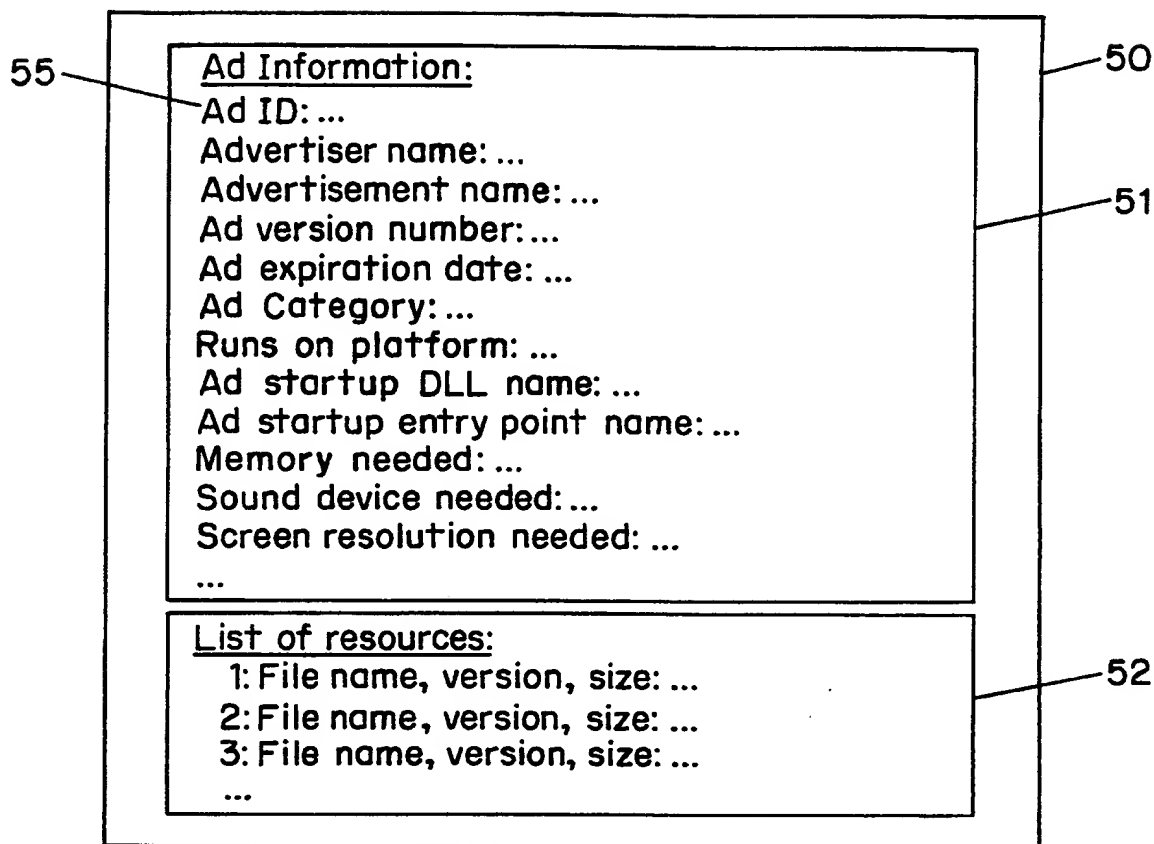 50
55
Ad Information:
Ad ID: ...
Advertiser name: ...
Advertisement name: ...
51
Ad version number: ...
Ad expiration date: ...
Ad Category: ...
Runs on platform: ...
Ad startup DLL name: ...
Ad startup entry point name: ...
Memory needed: ...
Sound device needed: ...
Screen resolution needed: ...
...
List of resources:
1: File name, version, size: ...
52
2: File name, version, size: ...
3: File name, version, size: ...
...